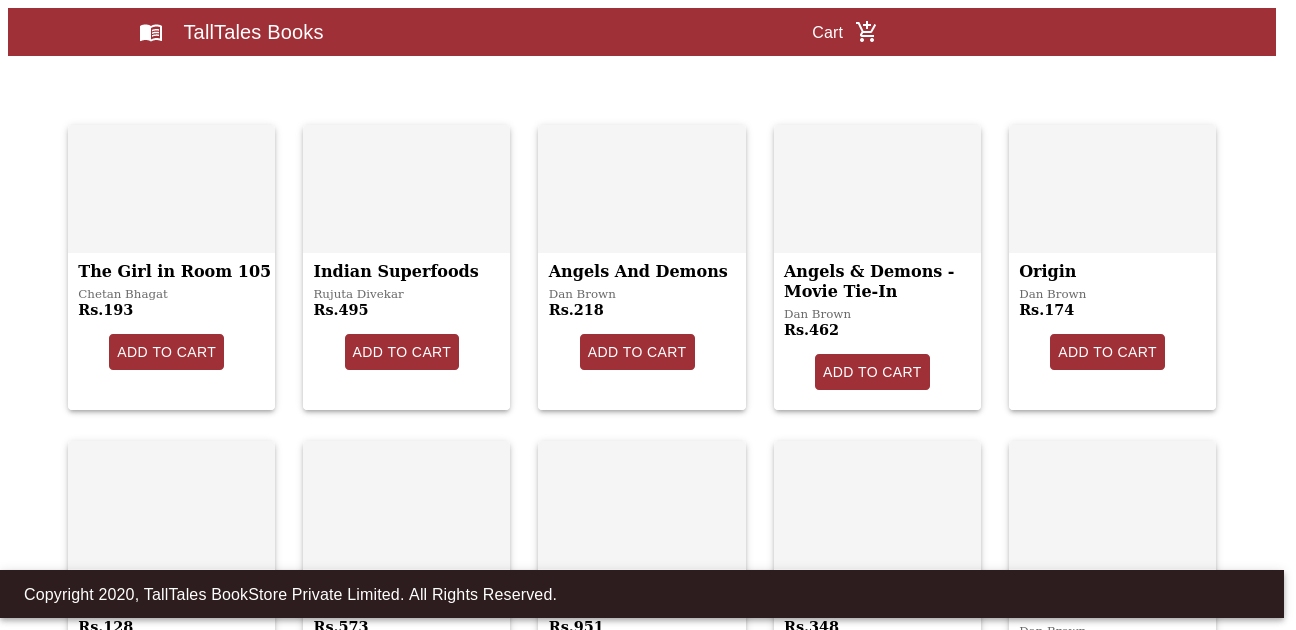 TallTales Books
Cart
The Girl in Room 105
Chetan Bhagat
Rs.193
ADD TO CART
Indian Superfoods
Rujuta Divekar
Rs.495
ADD TO CART
Angels And Demons
Dan Brown
Rs.218
ADD TO CART
Angels & Demons -
Movie Tie-In
Dan Brown
Rs.462
ADD TO CART
Origin
Dan Brown
Rs.174
ADD TO CART
Copyright 2020, TallTales BookStore Private Limited. All Rights Reserved.
Rs.128
Rs.573
Rs.951
Rs.348
Dan Brown